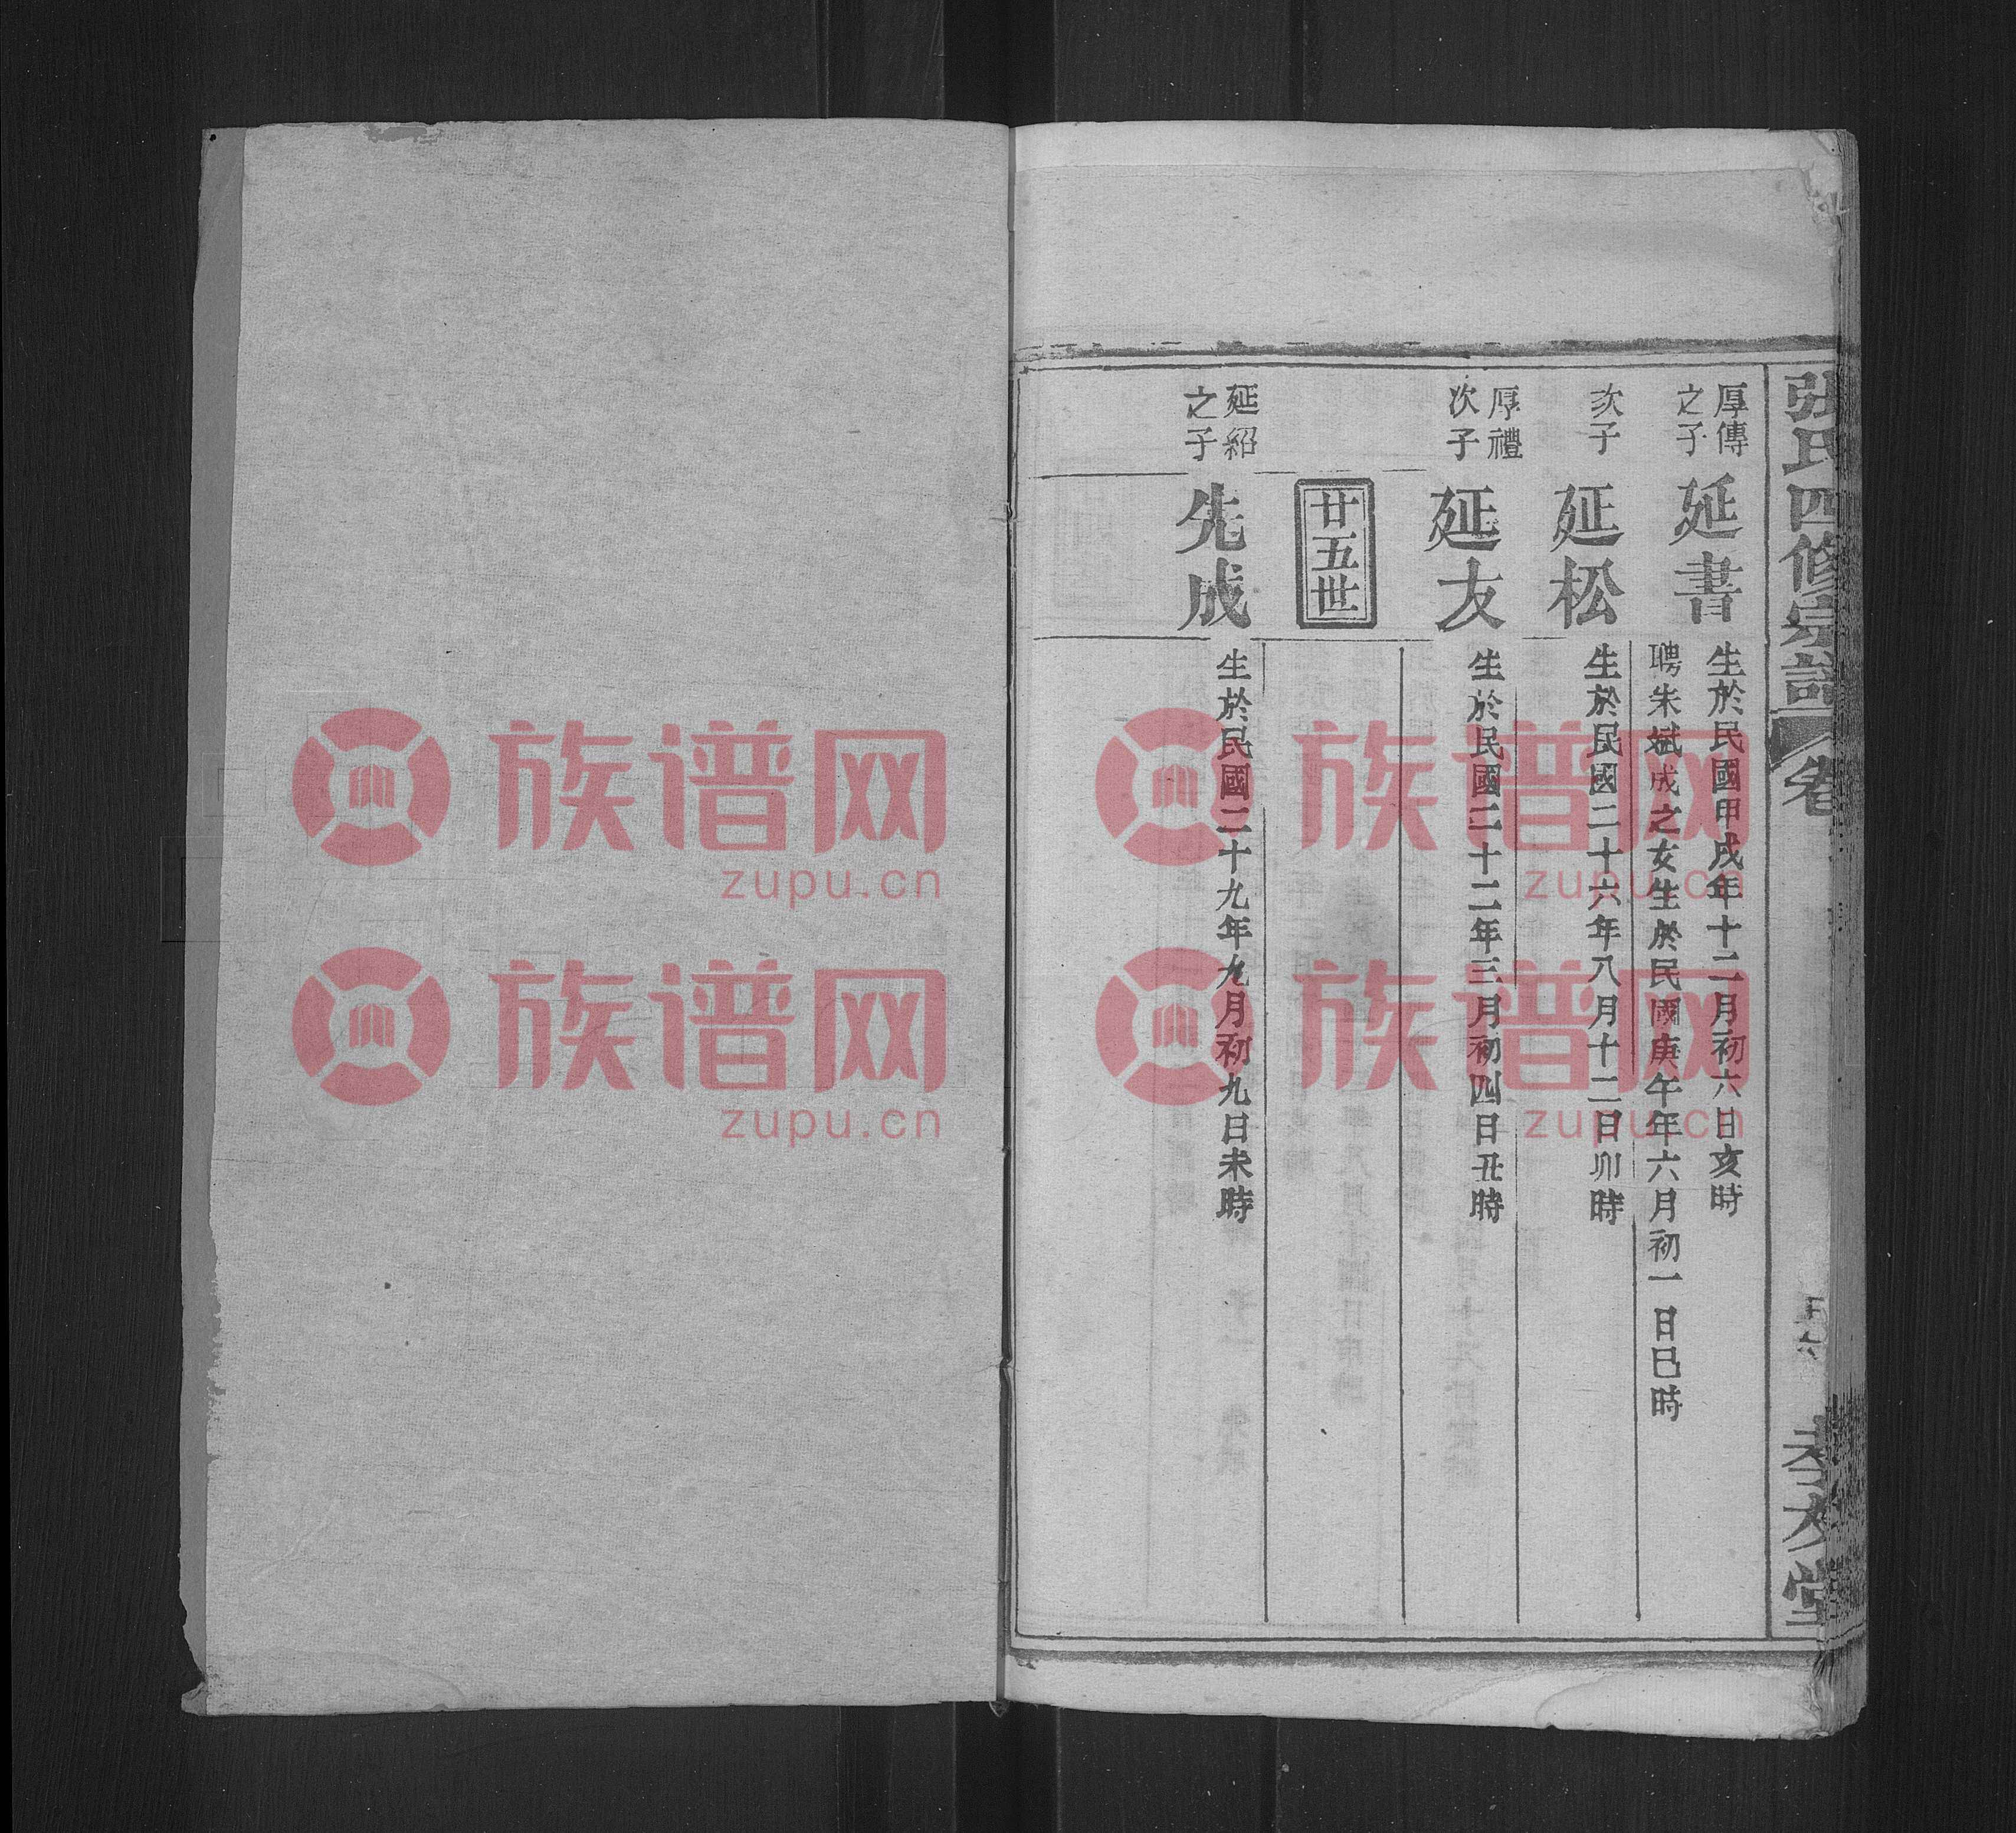 張氏四修宗譜
卷
孝友堂
厚傳
之子
延書
生於民國甲戌年十二月初六日亥時
聘朱斌成之女生於民國庚午年六月初一日巳時
次子
延松
生於民國二十六年八月十二日卯時
厚禮
次子
延友
生於民國二十二年三月初四日丑時
廿五世
延紹
之子
先成
生於民國二十九年九月初九日未時
族谱网
zupu.cn
族谱网
zupu.cn
族谱网
zupu.cn
族谱网
zupu.cn